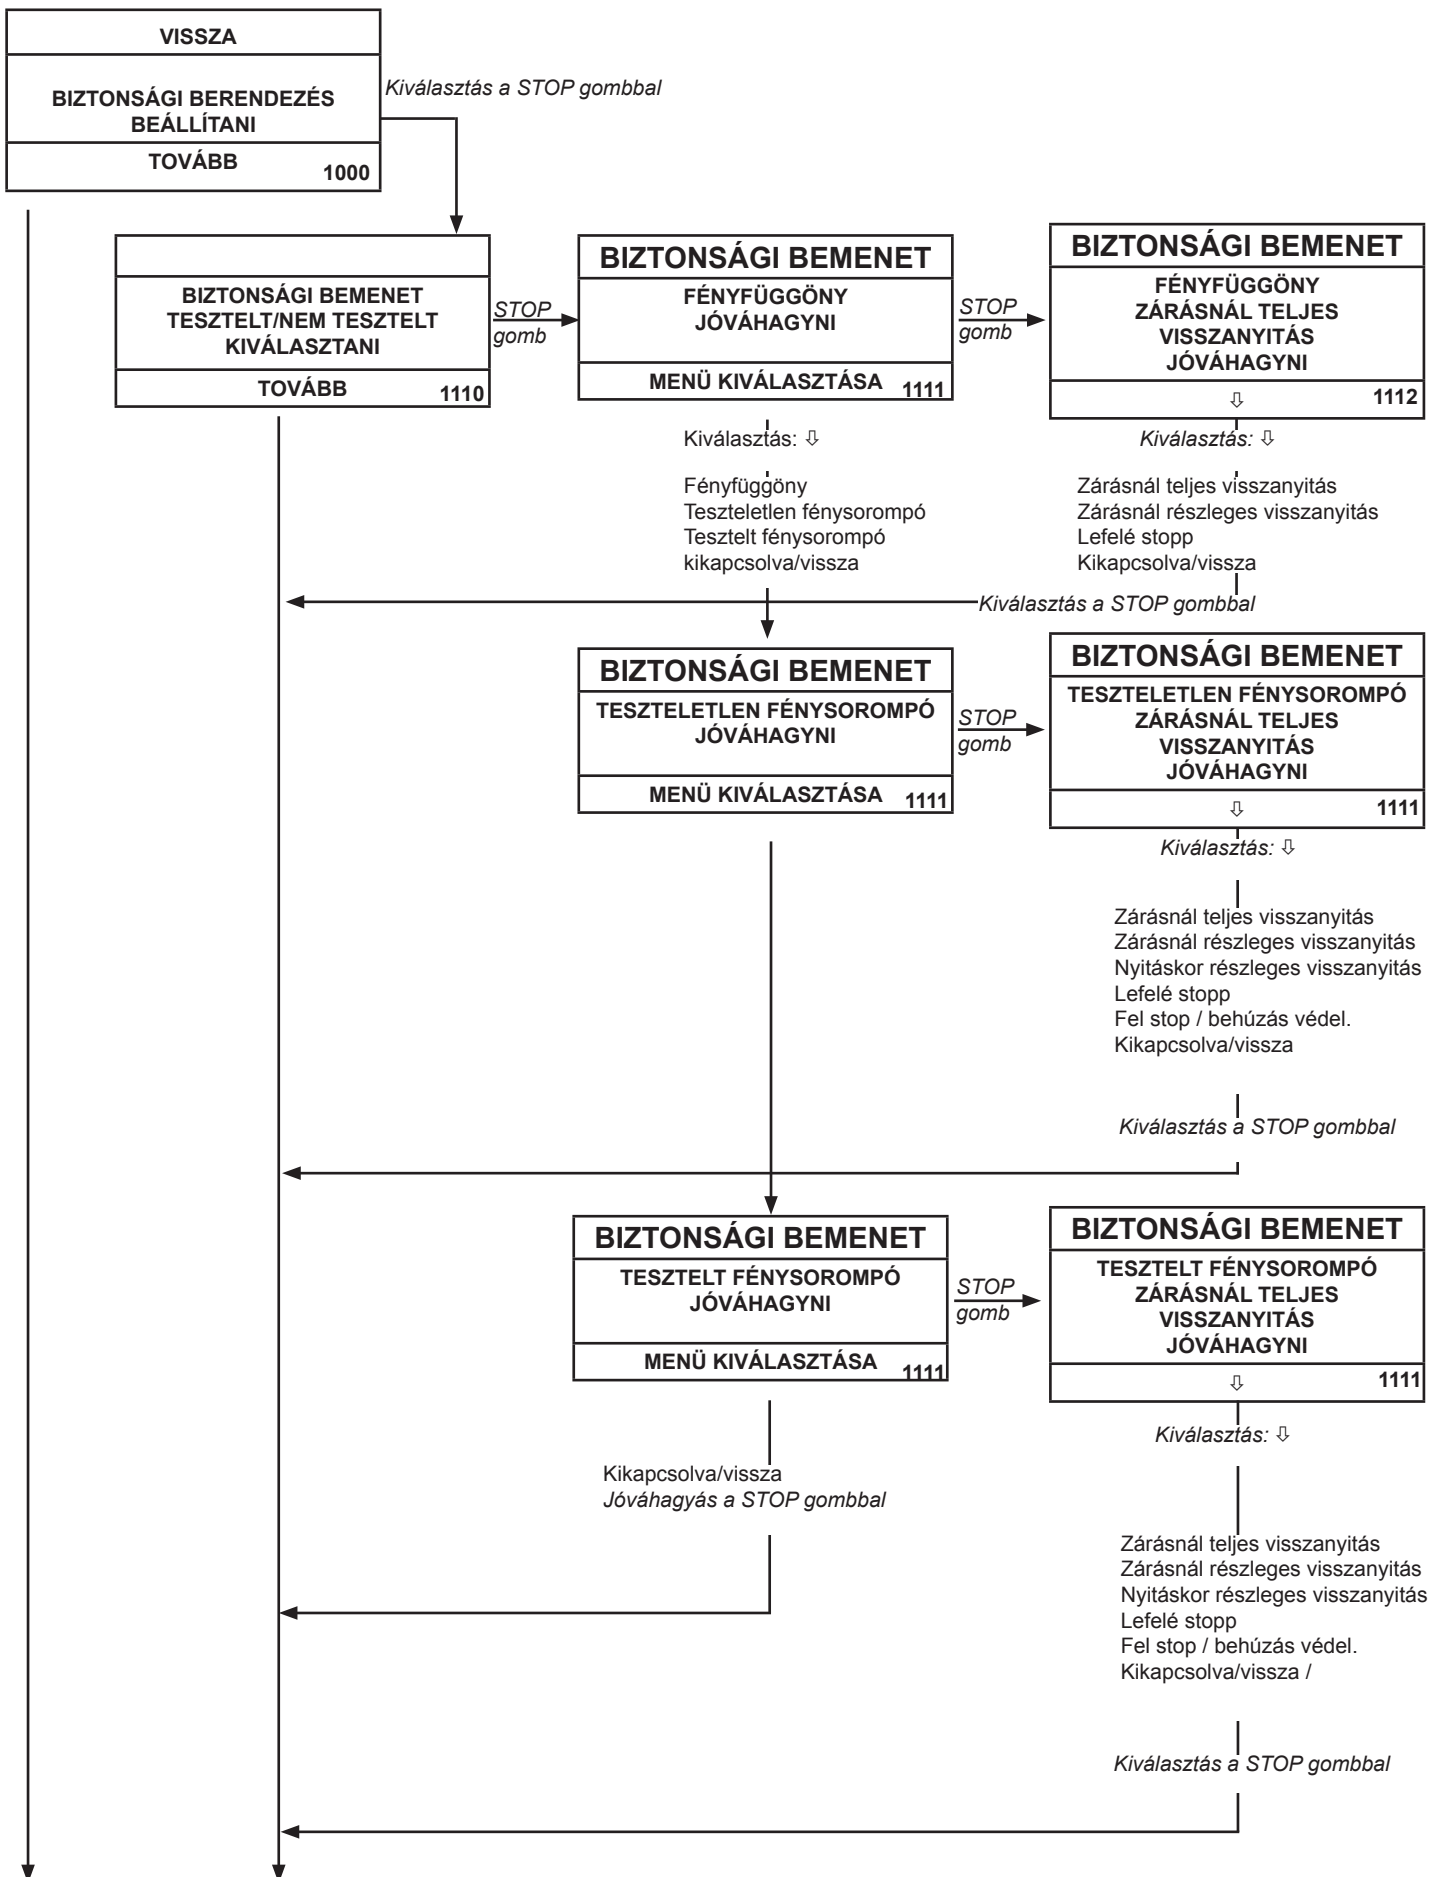 VISSZA
BIZTONSÁGI BERENDEZÉS
BEÁLLÍTANI
TOVÁBB
1000
Kiválasztás a STOP gombbal
BIZTONSÁGI BEMENET
TESZTELT/NEM TESZTELT
KIVÁLASZTANI
TOVÁBB
1110
STOP
gomb
BIZTONSÁGI BEMENET
FÉNYFÜGGÖNY
JÓVÁHAGYNI
MENÜ KIVÁLASZTÁSA
1111
STOP
gomb
BIZTONSÁGI BEMENET
FÉNYFÜGGÖNY
ZÁRÁSNÁL TELJES
VISSZANYITÁS
JÓVÁHAGYNI
⇩
1112
Kiválasztás: ⇩
Fényfüggöny
Teszteletlen fénysorompó
Tesztelt fénysorompó
kikapcsolva/vissza
Kiválasztás: ⇩
Zárásnál teljes visszanyitás
Zárásnál részleges visszanyitás
Lefelé stopp
Kikapcsolva/vissza
Kiválasztás a STOP gombbal
BIZTONSÁGI BEMENET
TESZTELETLEN FÉNYSOROMPÓ
JÓVÁHAGYNI
MENÜ KIVÁLASZTÁSA
1111
STOP
gomb
BIZTONSÁGI BEMENET
TESZTELETLEN FÉNYSOROMPÓ
ZÁRÁSNÁL TELJES
VISSZANYITÁS
JÓVÁHAGYNI
⇩
1111
Kiválasztás: ⇩
Zárásnál teljes visszanyitás
Zárásnál részleges visszanyitás
Nyitáskor részleges visszanyitás
Lefelé stopp
Fel stop / behúzás védel.
Kikapcsolva/vissza
Kiválasztás a STOP gombbal
BIZTONSÁGI BEMENET
TESZTELT FÉNYSOROMPÓ
JÓVÁHAGYNI
MENÜ KIVÁLASZTÁSA
1111
STOP
gomb
BIZTONSÁGI BEMENET
TESZTELT FÉNYSOROMPÓ
ZÁRÁSNÁL TELJES
VISSZANYITÁS
JÓVÁHAGYNI
⇩
1111
Kikapcsolva/vissza
Jóváhagyás a STOP gombbal
Kiválasztás: ⇩
Zárásnál teljes visszanyitás
Zárásnál részleges visszanyitás
Nyitáskor részleges visszanyitás
Lefelé stopp
Fel stop / behúzás védel.
Kikapcsolva/vissza /
Kiválasztás a STOP gombbal